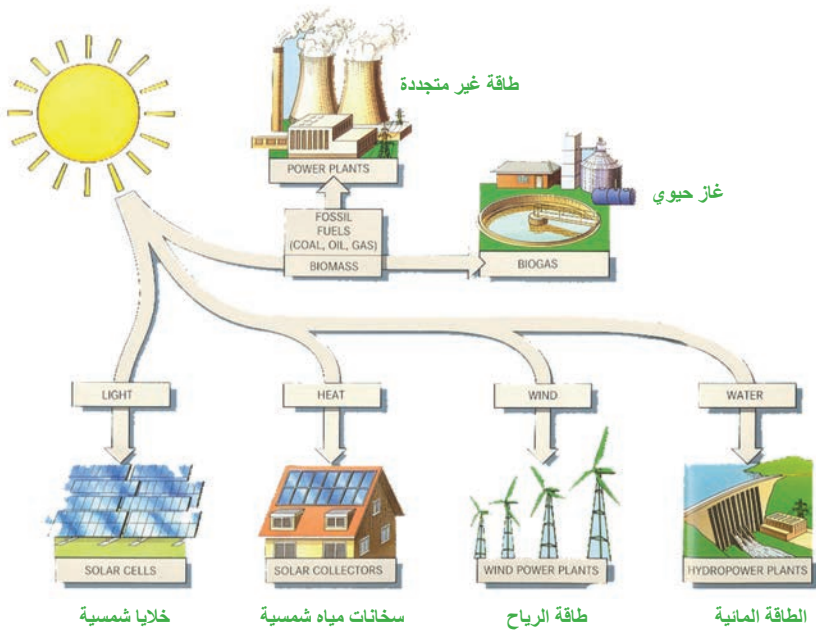 طاقة غير متجددة
POWER PLANTS
غاز حيوي
FOSSIL
FUELS
(COAL, OIL, GAS)
BIOMASS
BIOGAS
LIGHT
HEAT
WIND
WATER
SOLAR CELLS
SOLAR COLLECTORS
WIND POWER PLANTS
HYDROPOWER PLANTS
خلايا شمسية
سخانات مياه شمسية
طاقة الرياح
الطاقة المائية